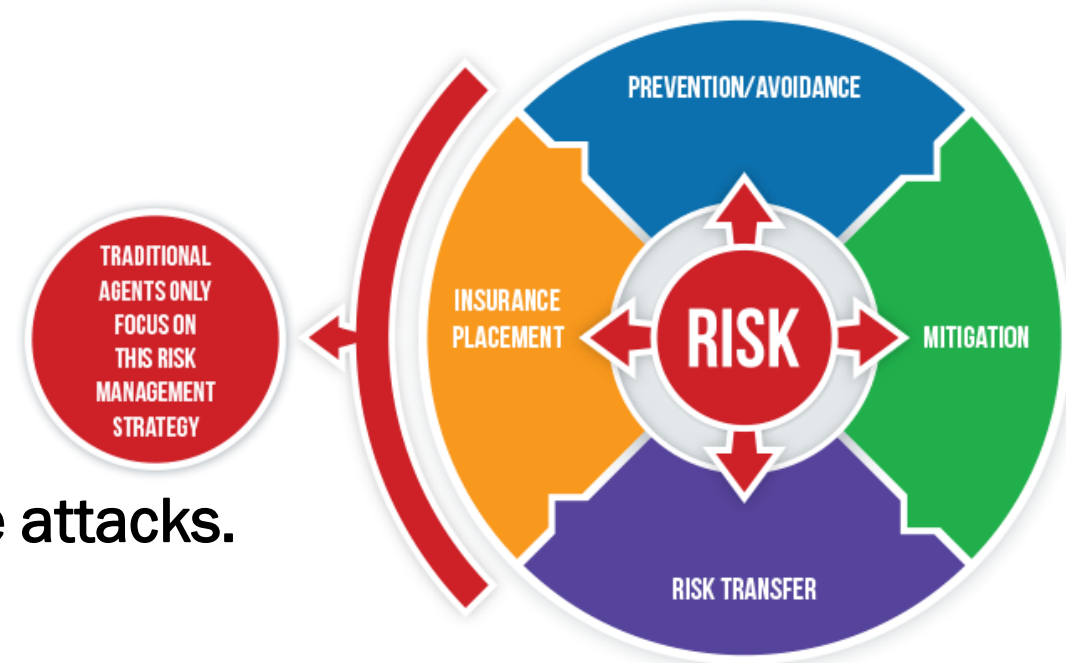 PREVENTION/AVOIDANCE
TRADITIONAL
AGENTS ONLY
FOCUS ON
THIS RISK
MANAGEMENT
STRATEGY
INSURANCE
PLACEMENT
RISK
MITIGATION
attacks.
RISK TRANSFER